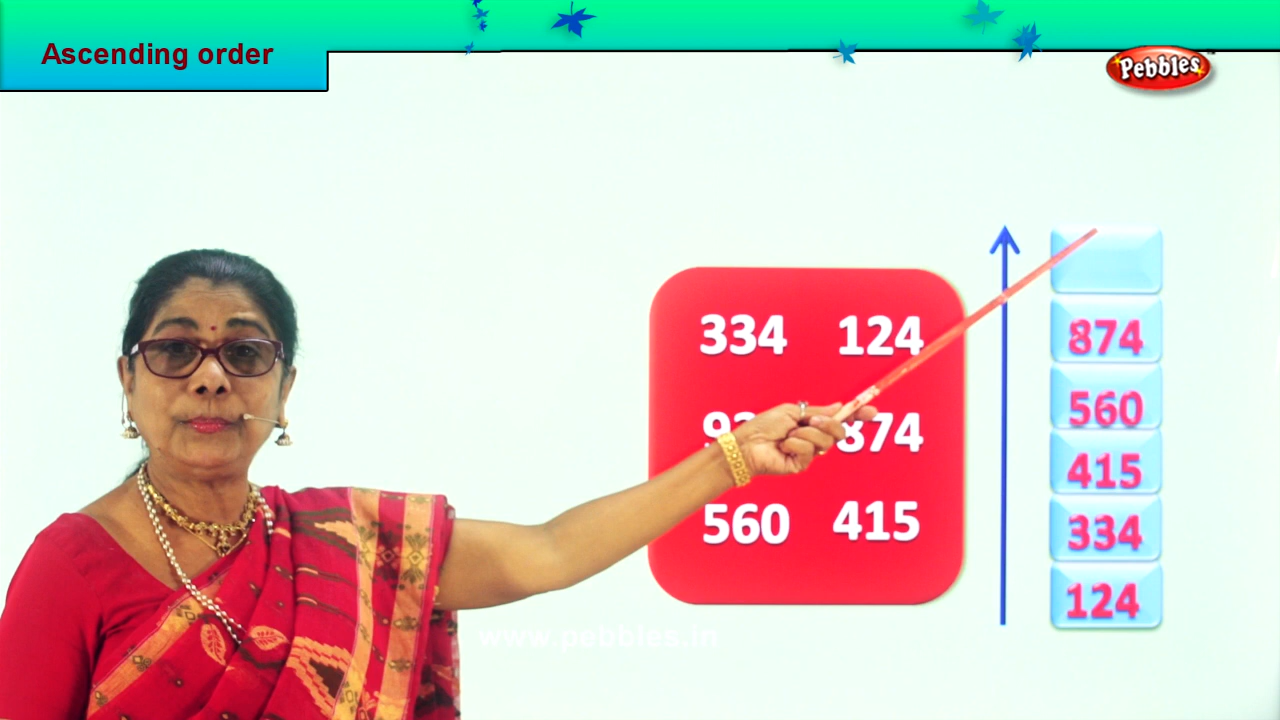 Ascending order
Pebbles
334 124
874
560 415
874
560
415
334
124
www.pebbles.in